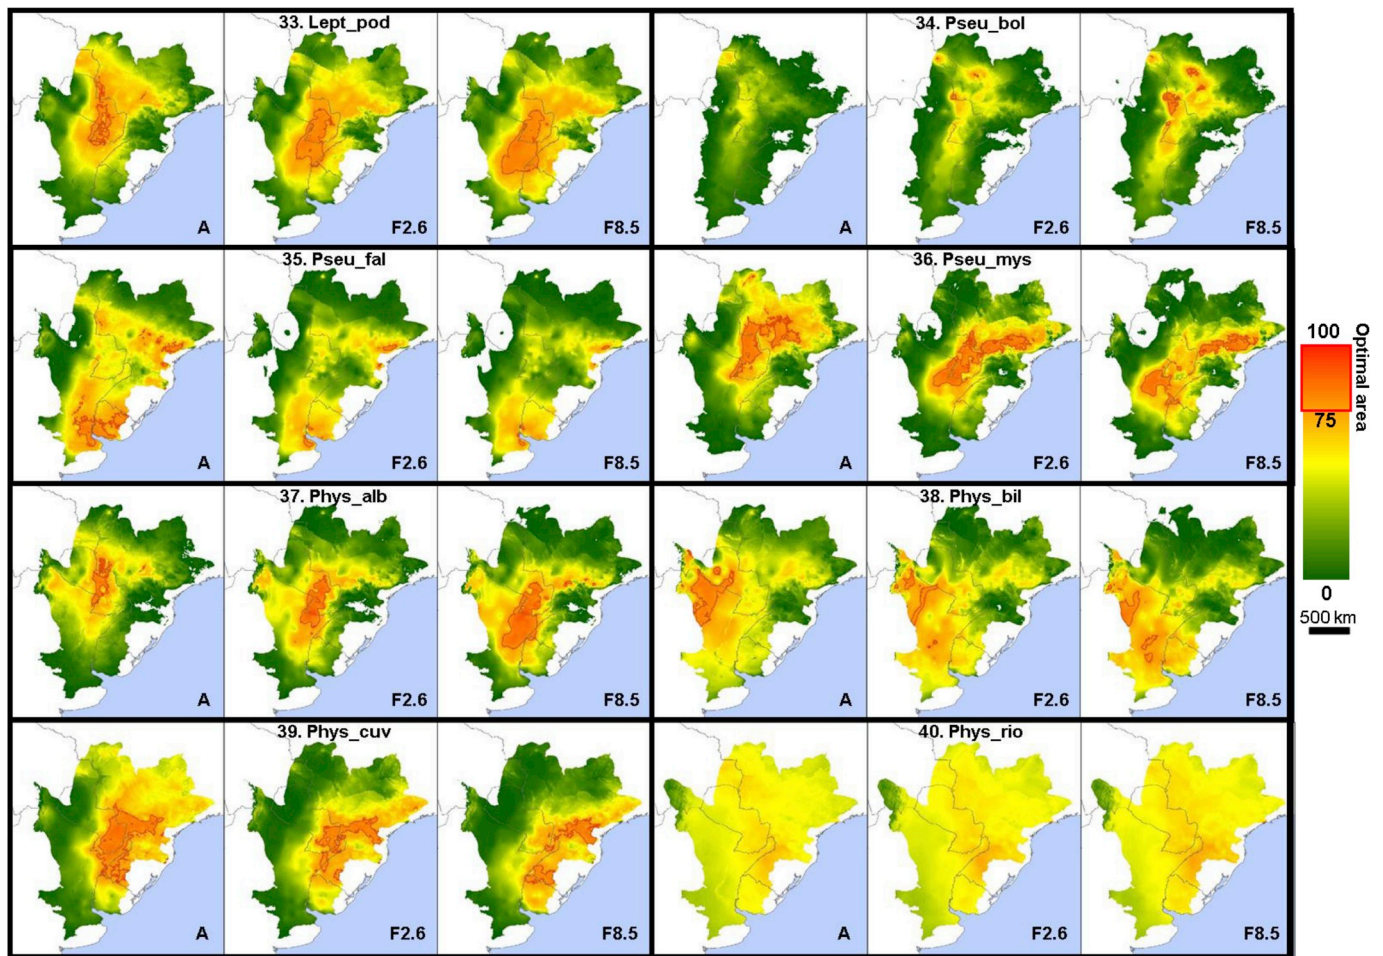 33. Lept_pod
34. Pseu_bol
A
F2.6
F8.5
A
F2.6
F8.5
35. Pseu_fal
36. Pseu_mys
A
F2.6
F8.5
A
F2.6
F8.5
37. Phys_alb
38. Phys_bil
A
F2.6
F8.5
A
F2.6
F8.5
39. Phys_cuv
40. Phys_rio
A
F2.6
F8.5
A
F2.6
F8.5
100
75
0
Optimal area
500 km